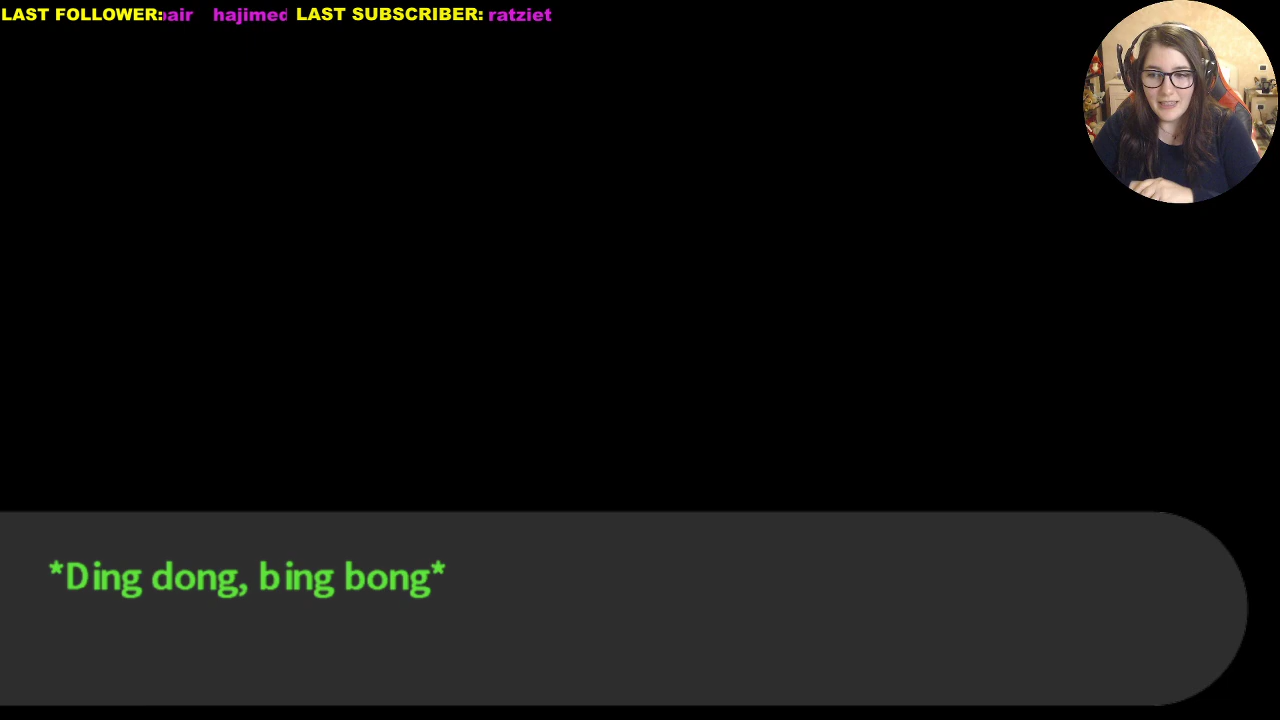 LAST FOLLOWER: hajimed LAST SUBSCRIBER: ratziet
*Ding dong, bing bong*